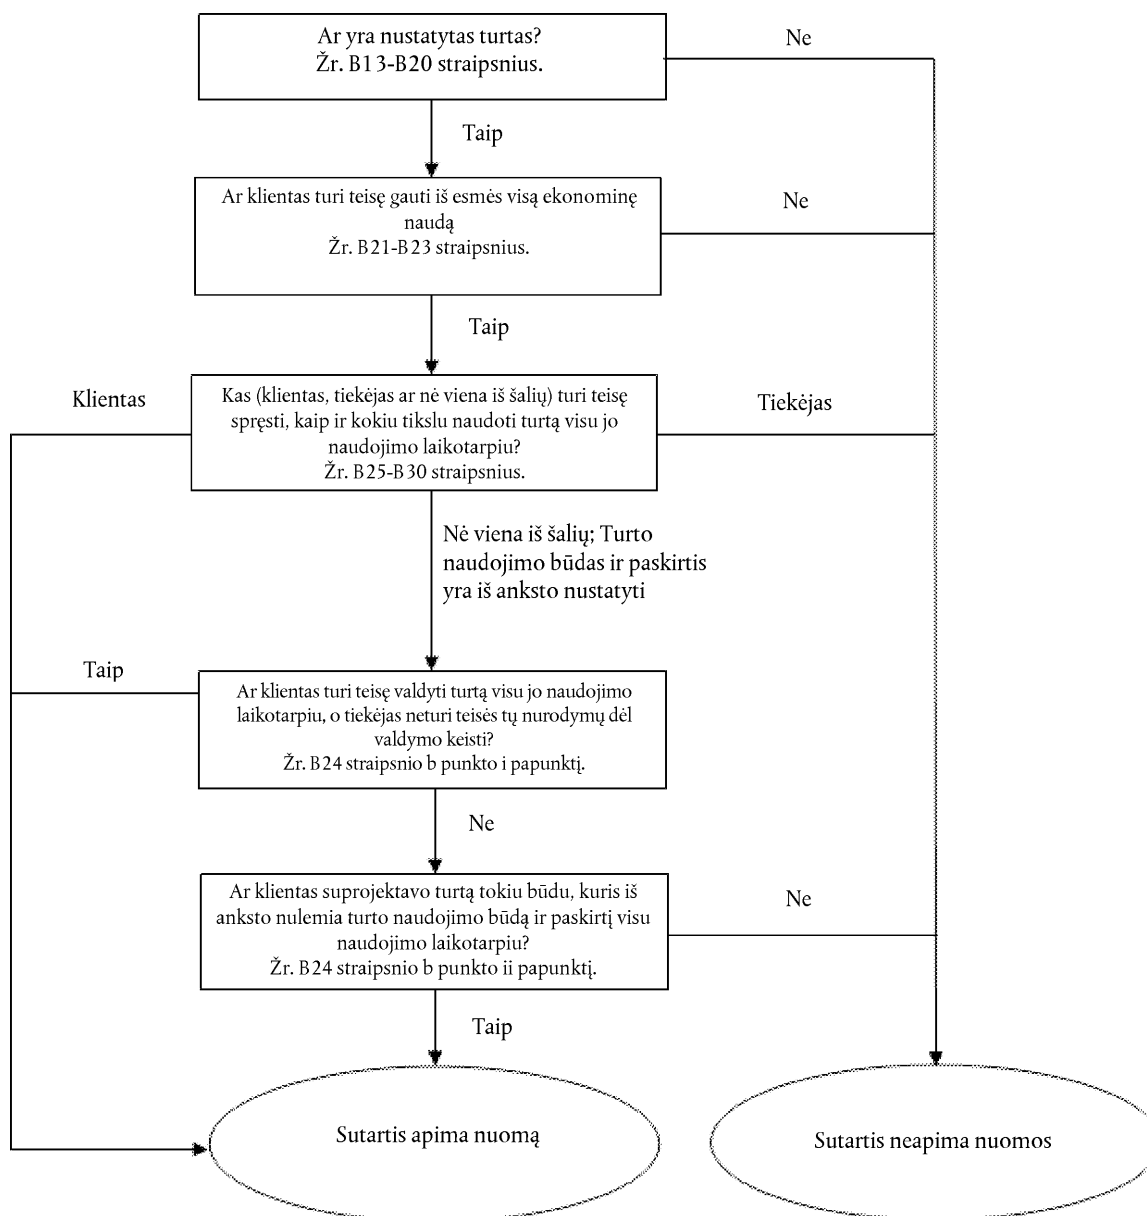 Ar yra nustatytas turtas?
Žr. B13-B20 straipsnius.
Ne
Taip
Ar klientas turi teisę gauti iš esmės visą ekonominę
naudą
Žr. B21-B23 straipsnius.
Ne
Taip
Klientas
Kas (klientas, tiekėjas ar nė viena iš šalių) turi teisę
spręsti, kaip ir kokiu tikslu naudoti turtą visu jo
naudojimo laikotarpiu?
Žr. B25-B30 straipsnius.
Tiekėjas
Nė viena iš šalių; Turto
naudojimo būdas ir paskirtis
yra iš anksto nustatyti
Taip
Ar klientas turi teisę valdyti turtą visu jo naudojimo
laikotarpiu, o tiekėjas neturi teisės tų nurodymų dėl
valdymo keisti?
Žr. B24 straipsnio b punkto i papunktį.
Ne
Ar klientas suprojektavo turtą tokiu būdu, kuris iš
anksto nulemia turto naudojimo būdą ir paskirtį visu
naudojimo laikotarpiu?
Žr. B24 straipsnio b punkto ii papunktį.
Ne
Taip
Sutartis apima nuomą
Sutartis neapima nuomos